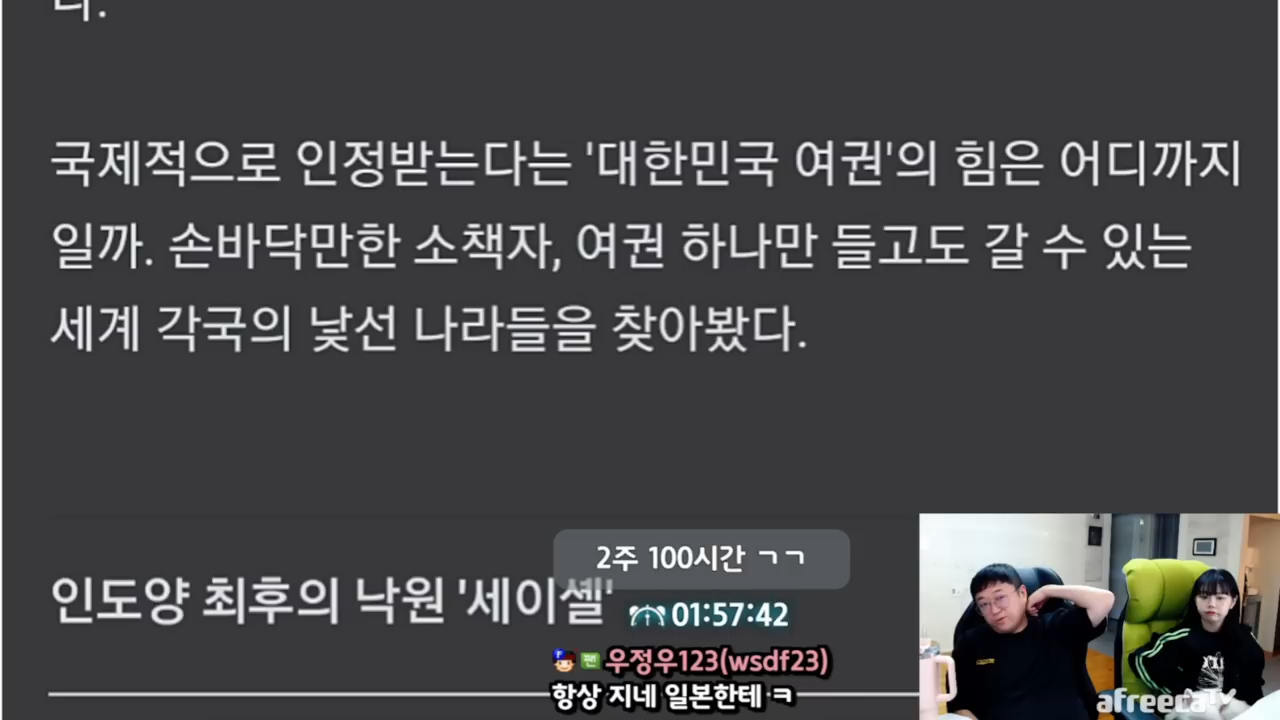 다.
국제적으로 인정받는다는 '대한민국 여권'의 힘은 어디까지
일까. 손바닥만한 소책자, 여권 하나만 들고도 갈 수 있는
세계 각국의 낯선 나라들을 찾아봤다.
2주 100시간 ㄱㄱ
인도양 최후의 낙원 '세이셸'
01:57:42
F 팬 우정우123(wsdf23)
항상 지네 일본한테 ㅋ
afreecaTV